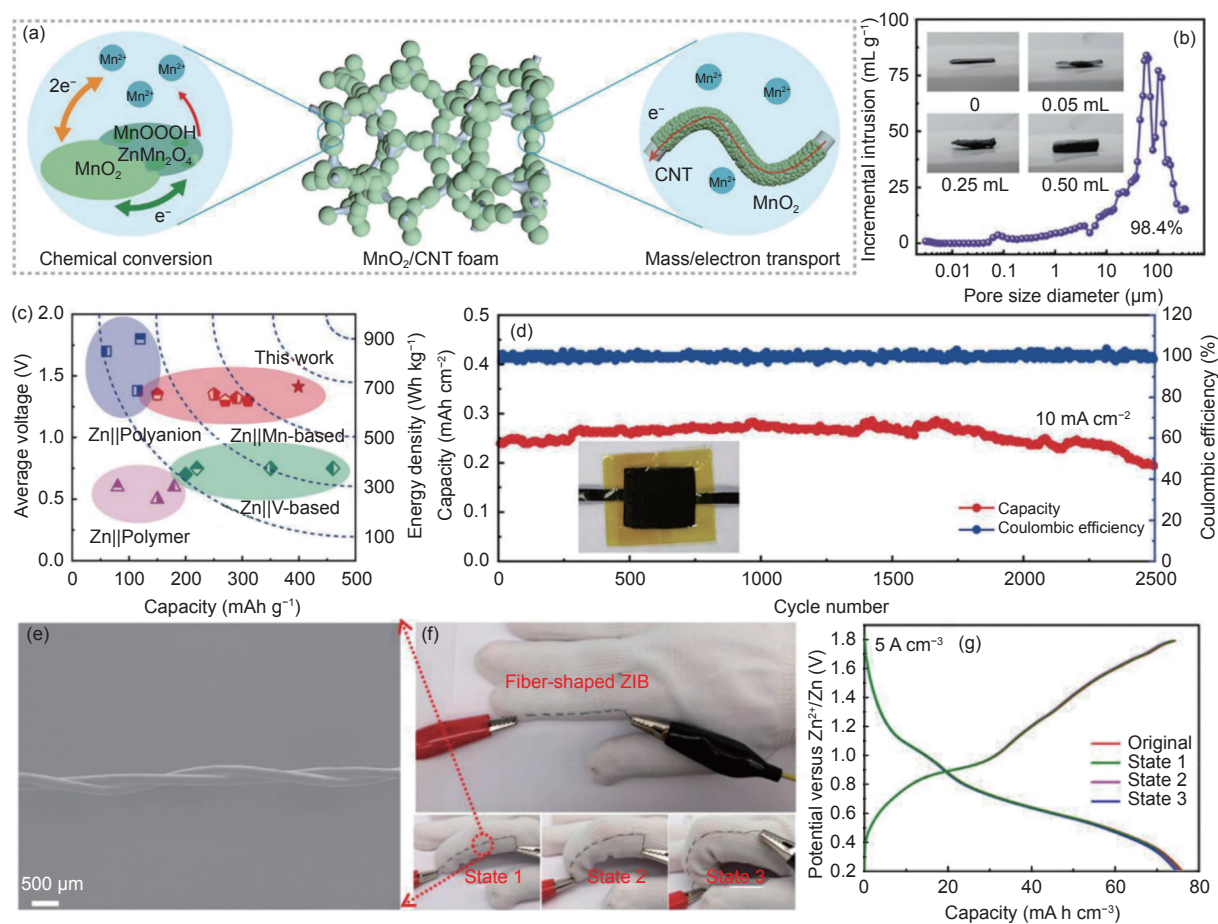 (a)
2e⁻
Mn²⁺
Mn²⁺
Mn²⁺
MnOOOH
ZnMn₂O₄
MnO₂
e⁻
Chemical conversion
MnO₂/CNT foam
Mn²⁺
Mn²⁺
e⁻
CNT
Mn²⁺
MnO₂
Mass/electron transport
(b)
Incremental intrusion (mL g⁻¹)
100
75
50
25
0
0
0.05 mL
0.25 mL
0.50 mL
98.4%
0.01
0.1
1
10
100
Pore size diameter (μm)
(c)
Average voltage (V)
2.0
1.5
1.0
0.5
0
This work
Zn||Polyanion
Zn||Mn-based
Zn||V-based
Zn||Polymer
900
700
500
300
100
Energy density (Wh kg⁻¹)
0
100
200
300
400
500
Capacity (mAh g⁻¹)
(d)
Capacity (mAh cm⁻²)
0.5
0.4
0.3
0.2
0.1
0.0
10 mA cm⁻²
Capacity
Coulombic efficiency
120
100
80
60
40
20
0
Coulombic efficiency (%)
0
500
1000
1500
2000
2500
Cycle number
(e)
500 μm
(f)
Fiber-shaped ZIB
State 1
State 2
State 3
(g)
5 A cm⁻³
Potential versus Zn²⁺/Zn (V)
1.8
1.6
1.4
1.2
1.0
0.8
0.6
0.4
0.2
Original
State 1
State 2
State 3
0
20
40
60
80
Capacity (mA h cm⁻³)